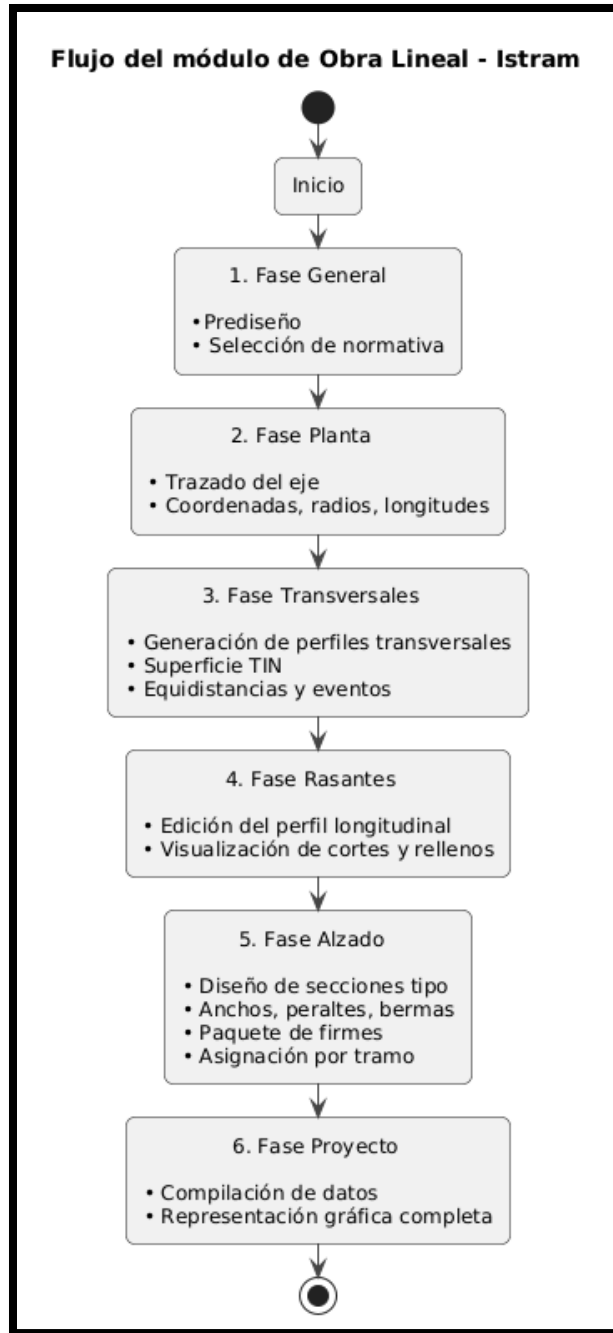 Flujo del módulo de Obra Lineal - Istram
Inicio
1. Fase General
•Prediseño
• Selección de normativa
2. Fase Planta
• Trazado del eje
• Coordenadas, radios, longitudes
3. Fase Transversales
• Generación de perfiles transversales
• Superficie TIN
• Equidistancias y eventos
4. Fase Rasantes
• Edición del perfil longitudinal
• Visualización de cortes y rellenos
5. Fase Alzado
• Diseño de secciones tipo
• Anchos, peraltes, bermas
• Paquete de firmes
• Asignación por tramo
6. Fase Proyecto
• Compilación de datos
• Representación gráfica completa